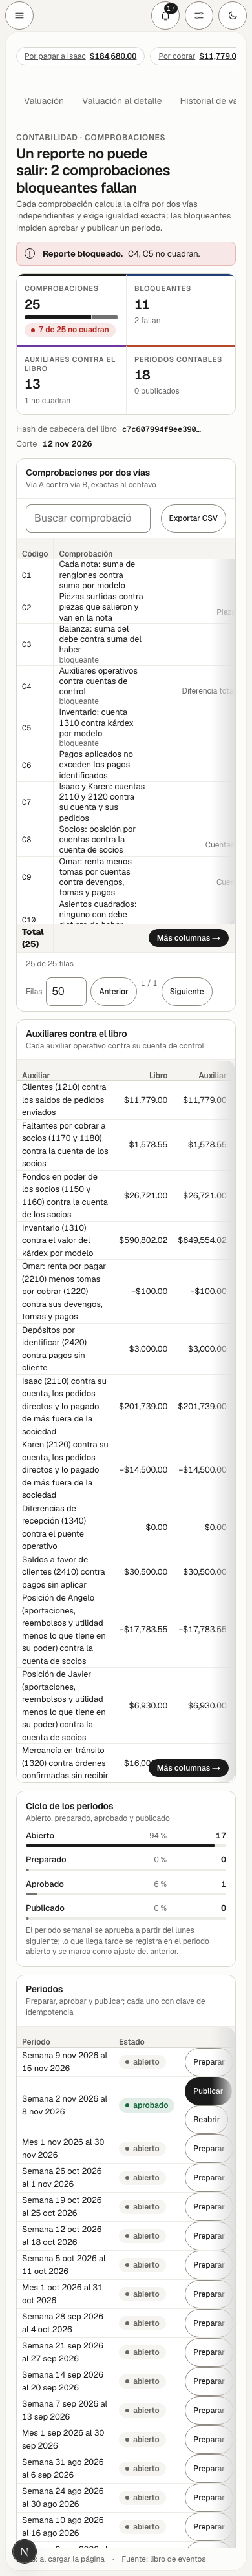 17
Por pagar a Isaac $184,680.00
Por cobrar $11,779.0
Valuación Valuación al detalle Historial de va
CONTABILIDAD · COMPROBACIONES
Un reporte no puede
salir: 2 comprobaciones
bloqueantes fallan
Cada comprobación calcula la cifra por dos vías
independientes y exige igualdad exacta; las bloqueantes
impiden aprobar y publicar un periodo.
Reporte bloqueado. C4, C5 no cuadran.
COMPROBACIONES
25
7 de 25 no cuadran
BLOQUEANTES
11
2 fallan
AUXILIARES CONTRA EL
LIBRO
13
1 no cuadran
PERIODOS CONTABLES
18
0 publicados
Hash de cabecera del libro c7c607994f9ee390…
Corte 12 nov 2026
Comprobaciones por dos vías
Vía A contra vía B, exactas al centavo
Buscar comprobación
Exportar CSV
Código Comprobación
C1
Cada nota: suma de
renglones contra
suma por modelo
C2
Piezas surtidas contra
piezas que salieron y
van en la nota
C3
Balanza: suma del
debe contra suma del
haber
bloqueante
C4
Auxiliares operativos
contra cuentas de
control
bloqueante
Diferencia
C5
Inventario: cuenta
1310 contra kárdex
por modelo
bloqueante
C6
Pagos aplicados no
exceden los pagos
identificados
C7
Isaac y Karen: cuentas
2110 y 2120 contra
su cuenta y sus
pedidos
C8
Socios: posición por
cuentas contra la
cuenta de socios
C9
Omar: renta menos
tomas por cuentas
contra devengos,
tomas y pagos
C10
Asientos cuadrados:
ninguno con debe
Total
(25)
Más columnas →
25 de 25 filas
Filas 50 Anterior 1 / 1 Siguiente
Auxiliares contra el libro
Cada auxiliar operativo contra su cuenta de control
Auxiliar Libro Auxiliar
Clientes (1210) contra
los saldos de pedidos
enviados
$11,779.00 $11,779.00
Faltantes por cobrar a
socios (1170 y 1180)
contra la cuenta de los
socios
$1,578.55 $1,578.55
Fondos en poder de
los socios (1150 y
1160) contra la cuenta
de los socios
$26,721.00 $26,721.00
Inventario (1310)
contra el valor del
kárdex por modelo
$590,802.02 $649,554.02
Omar: renta por pagar
(2210) menos tomas
por cobrar (1220)
contra sus devengos,
tomas y pagos
−$100.00 −$100.00
Depósitos por
identificar (2420)
contra pagos sin
cliente
$3,000.00 $3,000.00
Isaac (2110) contra su
cuenta, los pedidos
directos y lo pagado
de más fuera de la
sociedad
$201,739.00 $201,739.00
Karen (2120) contra su
cuenta, los pedidos
directos y lo pagado
de más fuera de la
sociedad
−$14,500.00 −$14,500.00
Diferencias de
recepción (1340)
contra el puente
operativo
$0.00 $0.00
Saldos a favor de
clientes (2410) contra
pagos sin aplicar
$30,500.00 $30,500.00
Posición de Angelo
(aportaciones,
reembolsos y utilidad
menos lo que tiene en
su poder) contra la
cuenta de socios
−$17,783.55 −$17,783.55
Posición de Javier
(aportaciones,
reembolsos y utilidad
menos lo que tiene en
su poder) contra la
cuenta de socios
$6,930.00 $6,930.00
Mercancía en tránsito
(1320) contra órdenes
confirmadas sin recibir
Más columnas →
Ciclo de los periodos
Abierto, preparado, aprobado y publicado
Abierto 94 % 17
Preparado 0 % 0
Aprobado 6 % 1
Publicado 0 % 0
El periodo semanal se aprueba a partir del lunes
siguiente; lo que llega tarde se registra en el periodo
abierto y se marca como ajuste del anterior.
Periodos
Preparar, aprobar y publicar; cada uno con clave de
idempotencia
Periodo Estado
Semana 9 nov 2026 al
15 nov 2026
abierto Preparar
Semana 2 nov 2026 al
8 nov 2026
aprobado Publicar
Reabrir
Mes 1 nov 2026 al 30
nov 2026
abierto Preparar
Semana 26 oct 2026
al 1 nov 2026
abierto Preparar
Semana 19 oct 2026
al 25 oct 2026
abierto Preparar
Semana 12 oct 2026
al 18 oct 2026
abierto Preparar
Semana 5 oct 2026 al
11 oct 2026
abierto Preparar
Mes 1 oct 2026 al 31
oct 2026
abierto Preparar
Semana 28 sep 2026
al 4 oct 2026
abierto Preparar
Semana 21 sep 2026
al 27 sep 2026
abierto Preparar
Semana 14 sep 2026
al 20 sep 2026
abierto Preparar
Semana 7 sep 2026 al
13 sep 2026
abierto Preparar
Mes 1 sep 2026 al 30
sep 2026
abierto Preparar
Semana 31 ago 2026
al 6 sep 2026
abierto Preparar
Semana 24 ago 2026
al 30 ago 2026
abierto Preparar
Semana 10 ago 2026
al 16 ago 2026
abierto Preparar
N
al cargar la página · Fuente: libro de eventos